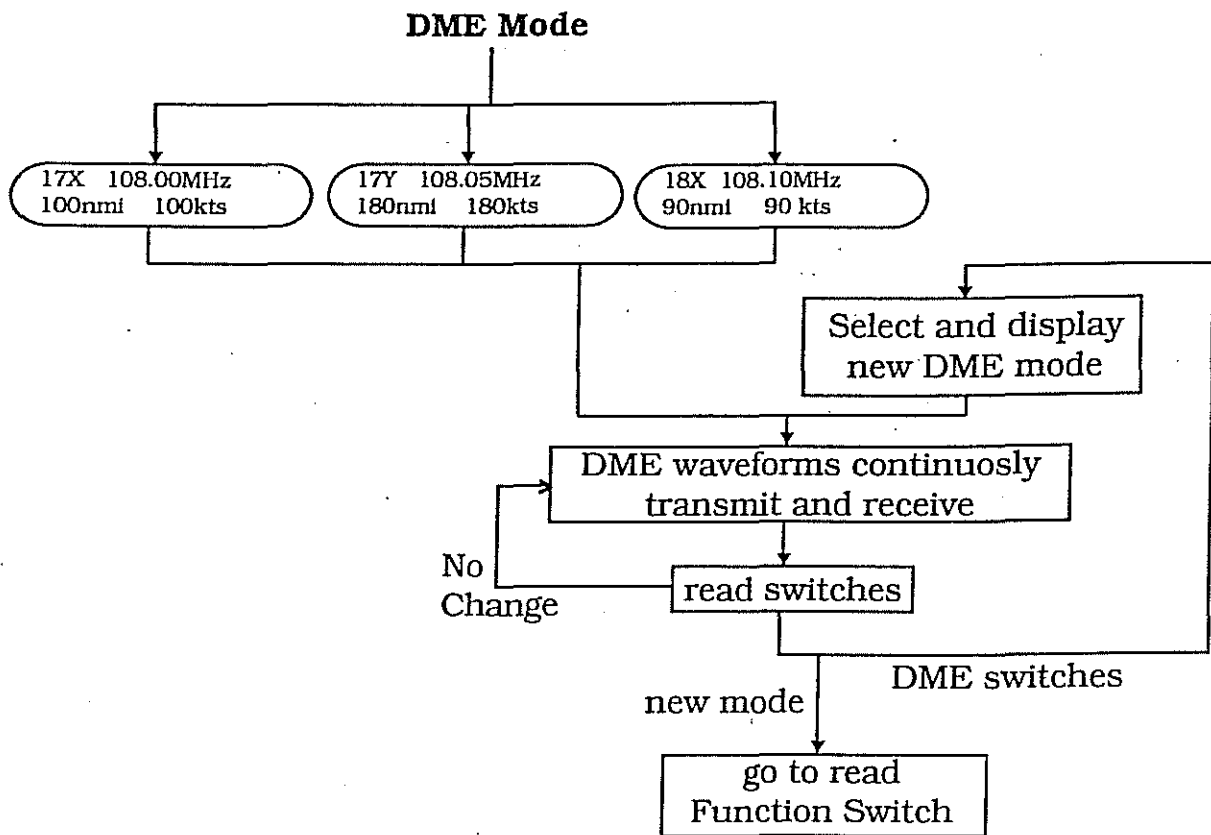 DME Mode
17X 108.00MHz
100nmi 100kts
17Y 108.05MHz
180nmi 180kts
18X 108.10MHz
90nmi 90 kts
Select and display
new DME mode
DME waveforms continuosly
transmit and receive
No
Change
read switches
DME switches
new mode
go to read
Function Switch